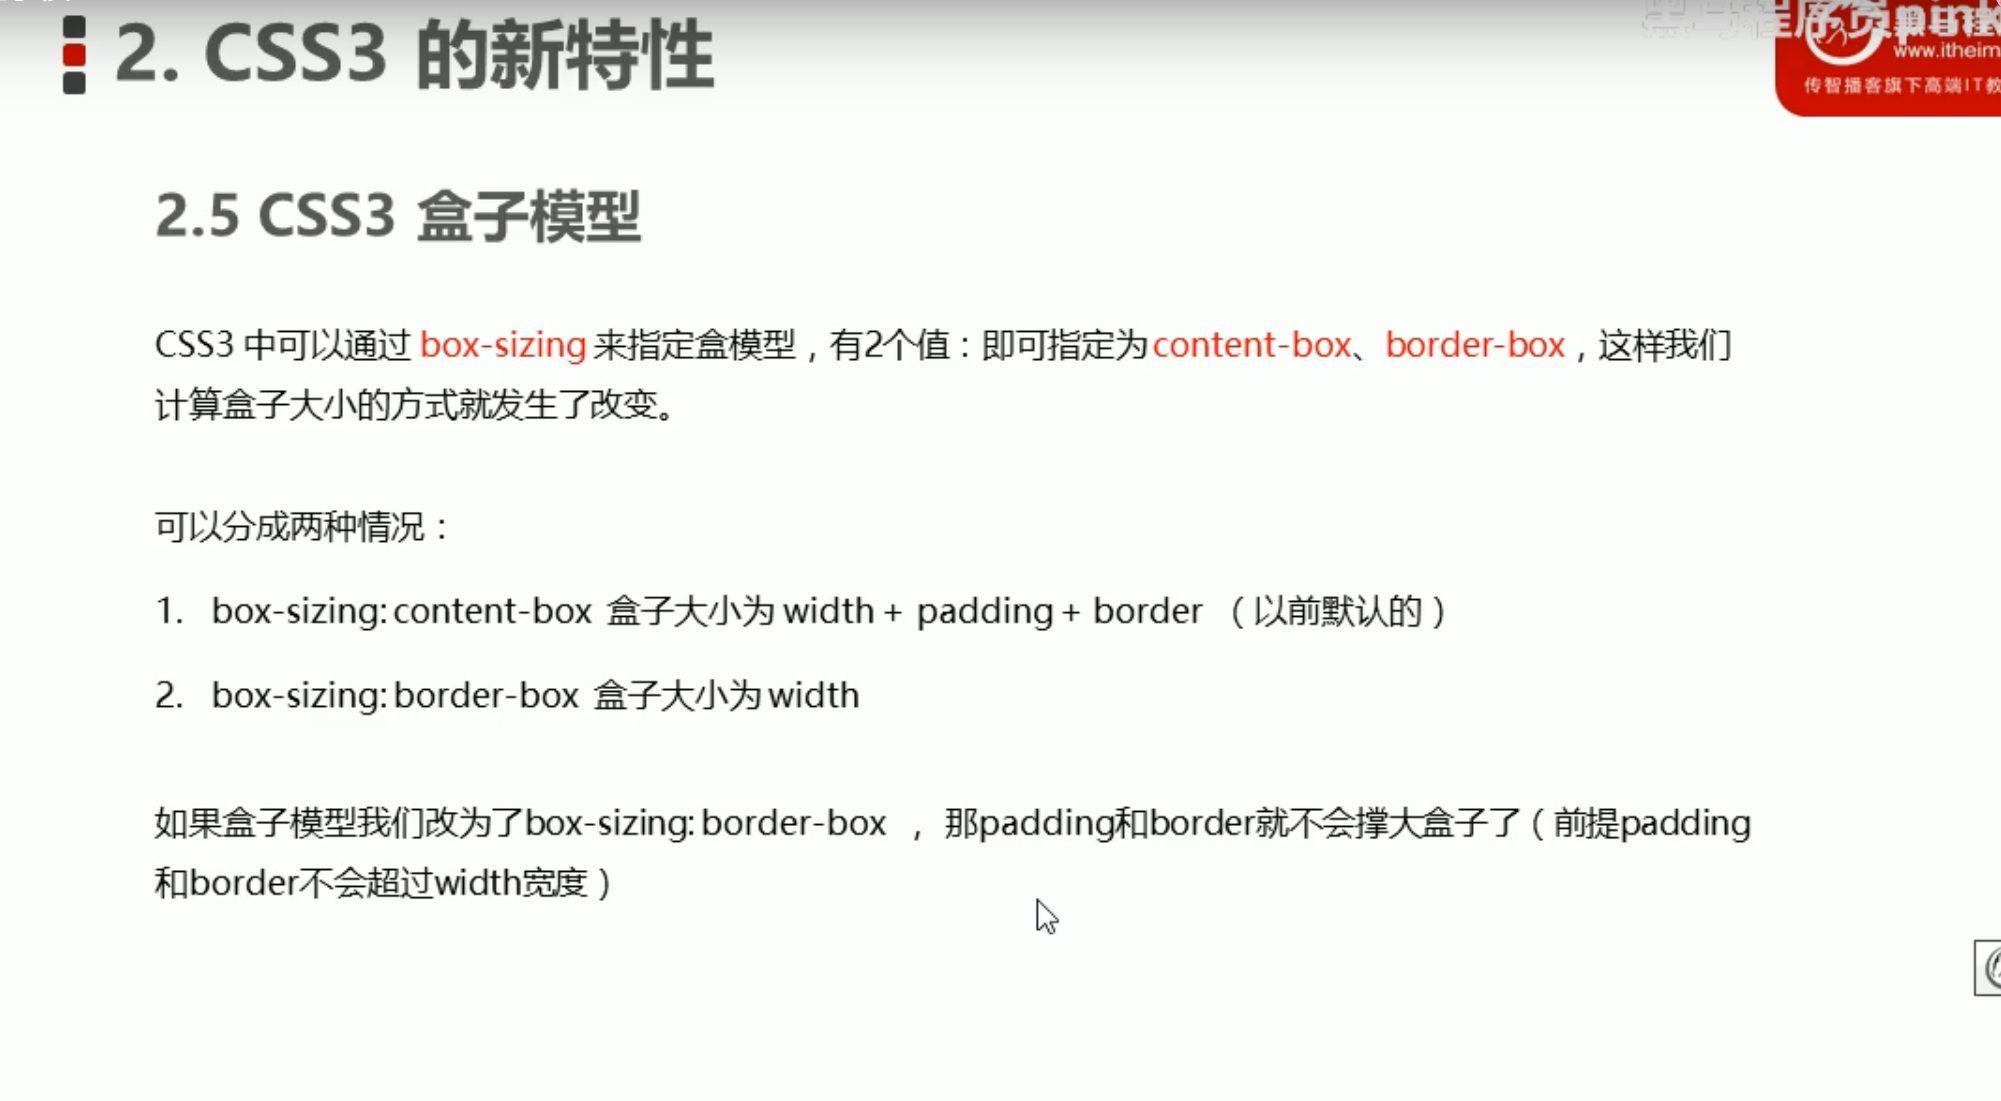 2. CSS3 的新特性
www.itheim
传智播客旗下高端IT教
2.5 CSS3 盒子模型
CSS3 中可以通过 box-sizing 来指定盒模型，有2个值：即可指定为content-box、border-box，这样我们
计算盒子大小的方式就发生了改变。
可以分成两种情况：
1. box-sizing: content-box 盒子大小为 width + padding + border （以前默认的）
2. box-sizing: border-box 盒子大小为 width
如果盒子模型我们改为了box-sizing: border-box ， 那padding和border就不会撑大盒子了（前提padding
和border不会超过width宽度）